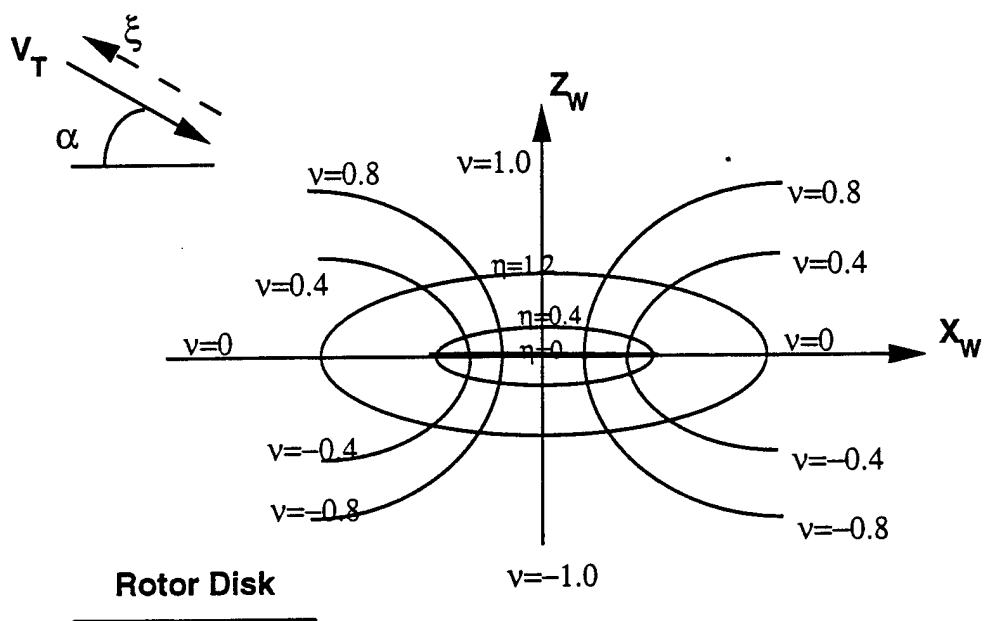 ξ
V_T
α
Z_W
ν=1.0
ν=0.8
ν=0.8
ν=0.4
ν=0.4
η=1.2
η=0.4
η=0
ν=0
ν=0
X_W
ν=−0.4
ν=−0.4
ν=−0.8
ν=−0.8
ν=−1.0
Rotor Disk